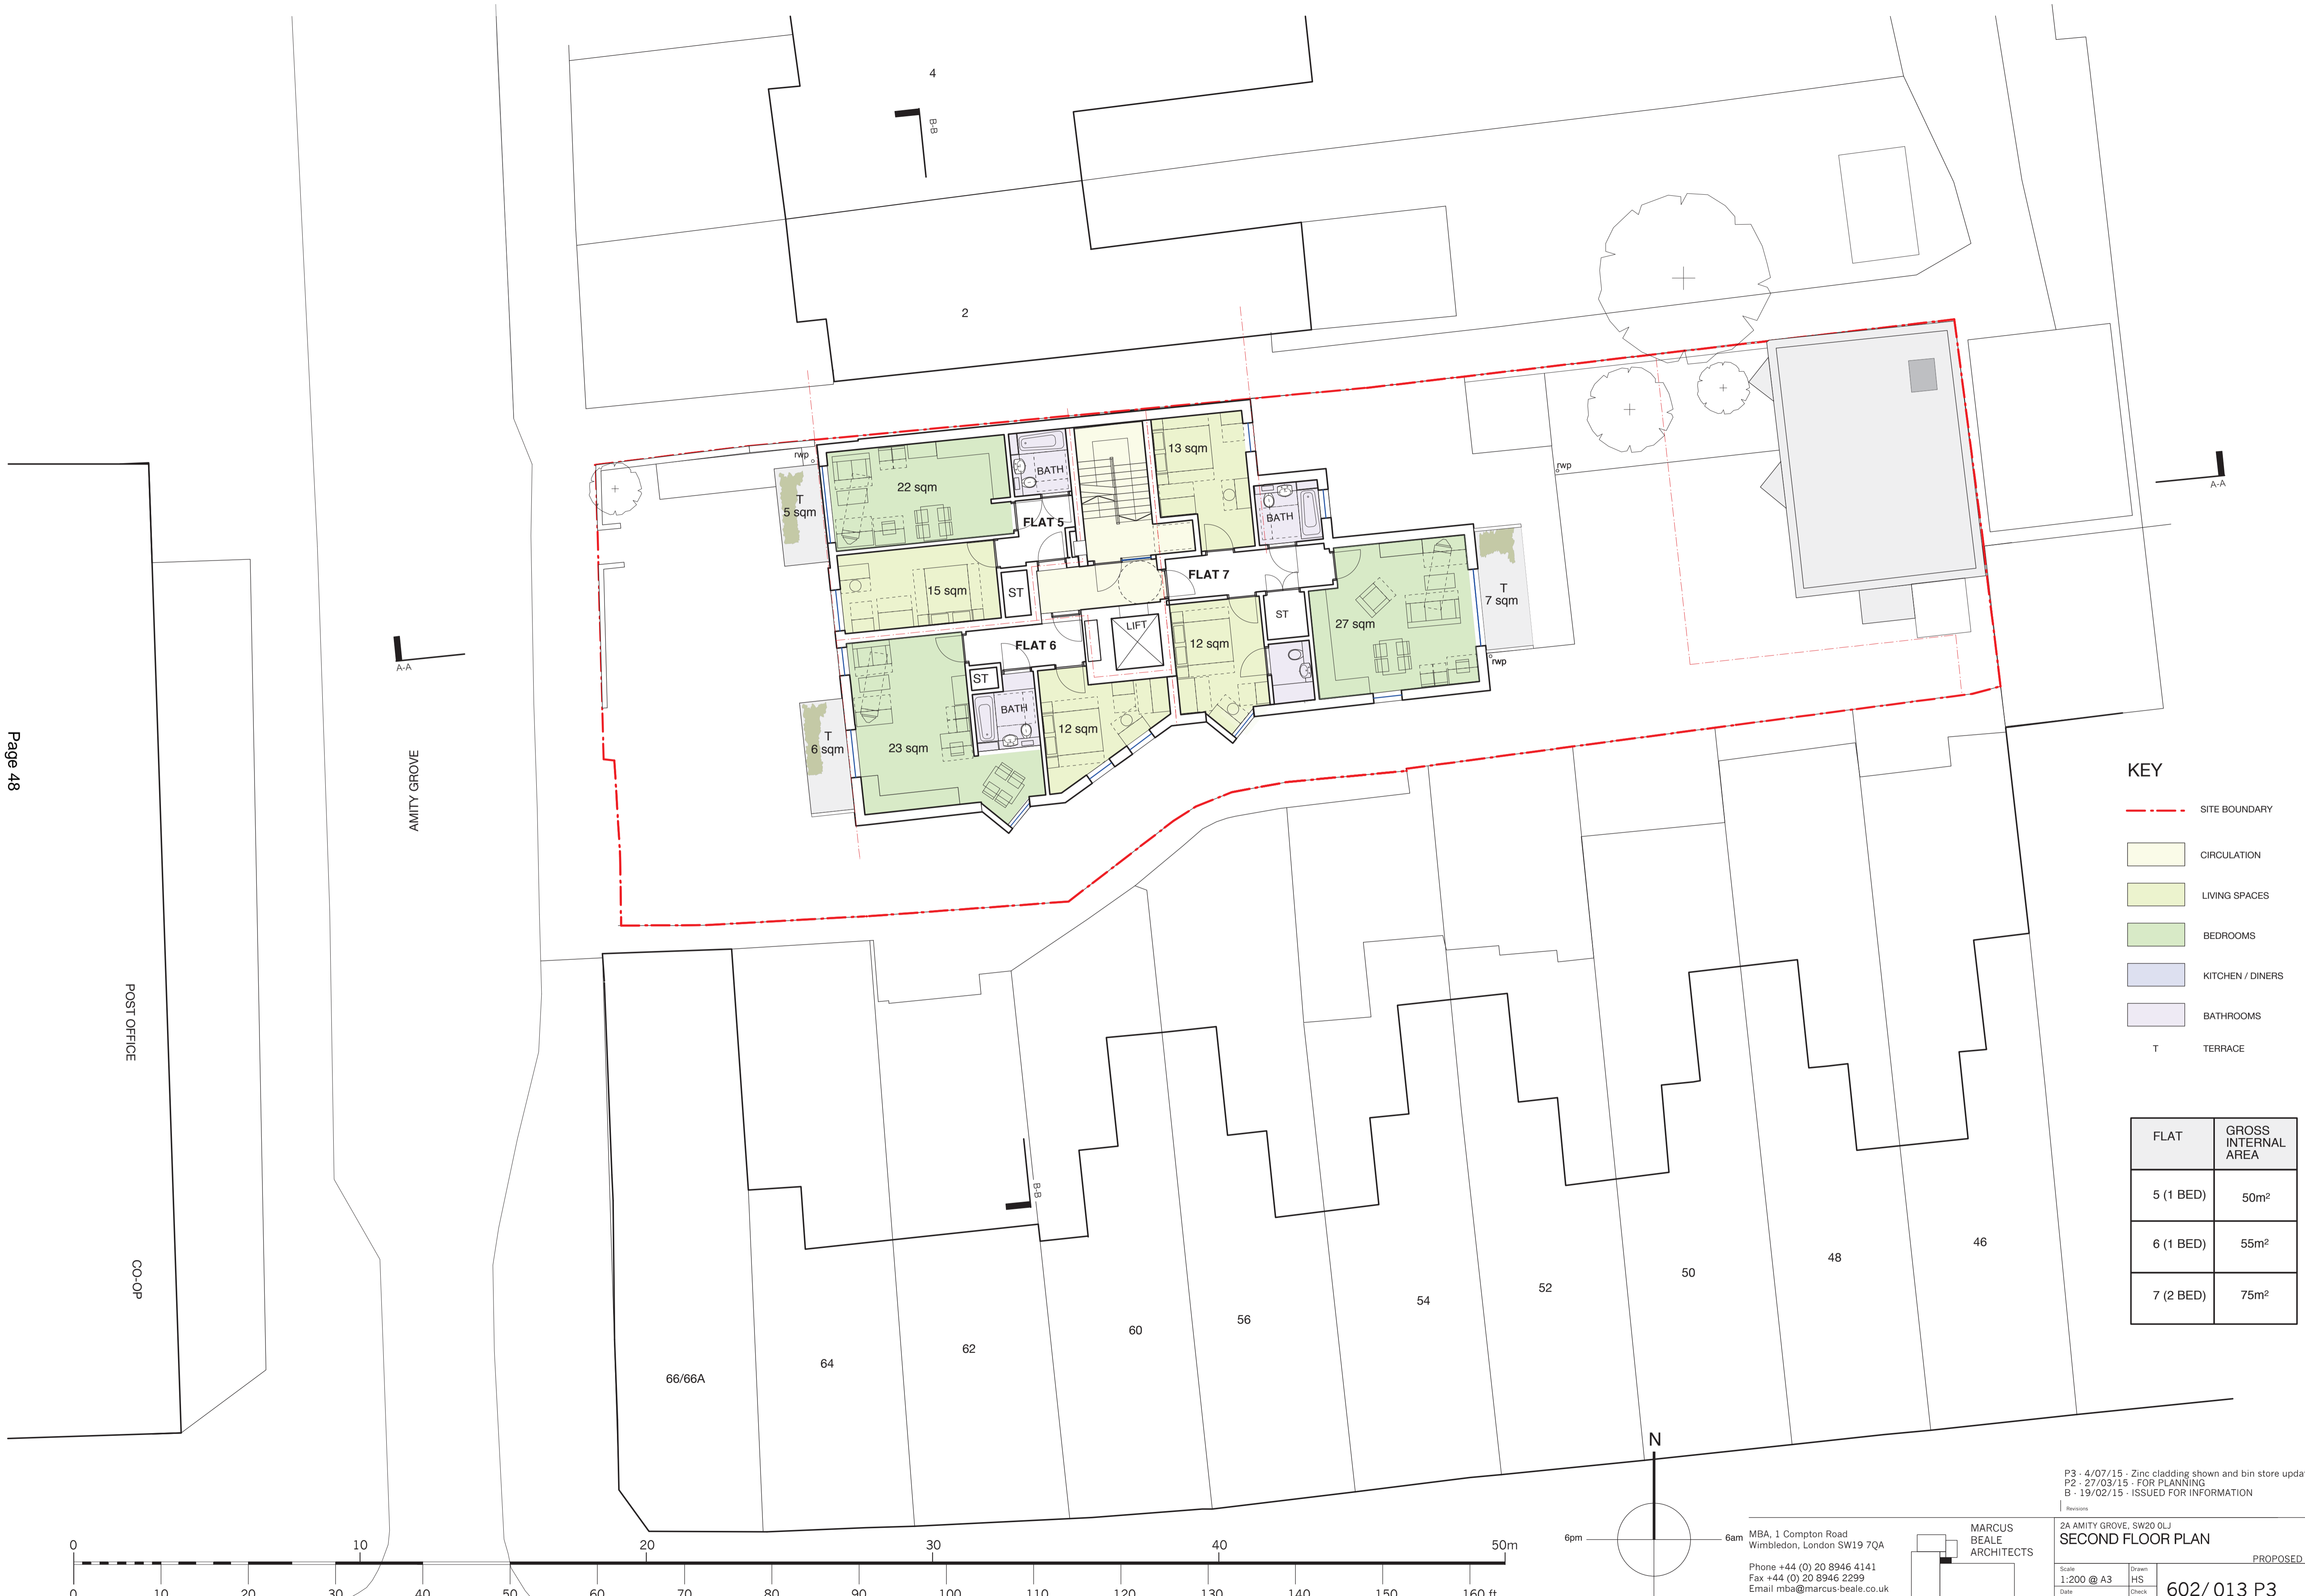 4
B-B
2
rwp
T
5 sqm
22 sqm
BATH
FLAT 5
13 sqm
BATH
rwp
A-A
15 sqm
ST
FLAT 7
T
7 sqm
ST
27 sqm
LIFT
FLAT 6
12 sqm
rwp
A-A
ST
BATH
12 sqm
T
6 sqm
23 sqm
Page 48
AMITY GROVE
POST OFFICE
CO-OP
KEY
SITE BOUNDARY
CIRCULATION
LIVING SPACES
BEDROOMS
KITCHEN / DINERS
BATHROOMS
T TERRACE
FLAT GROSS INTERNAL AREA
5 (1 BED) 50m²
6 (1 BED) 55m²
7 (2 BED) 75m²
B-B
66/66A
64
62
60
56
54
52
50
48
46
N
6pm
6am
0 10 20 30 40 50m
0 10 20 30 40 50 60 70 80 90 100 110 120 130 140 150 160 ft
MBA, 1 Compton Road
Wimbledon, London SW19 7QA
Phone +44 (0) 20 8946 4141
Fax +44 (0) 20 8946 2299
Email mba@marcus-beale.co.uk
MARCUS
BEALE
ARCHITECTS
P3 - 4/07/15 - Zinc cladding shown and bin store upda
P2 - 27/03/15 - FOR PLANNING
B - 19/02/15 - ISSUED FOR INFORMATION
Revisions
2A AMITY GROVE, SW20 0LJ
SECOND FLOOR PLAN
PROPOSED
Scale
1:200 @ A3
Drawn
HS
Date
Check
602/ 013 P3